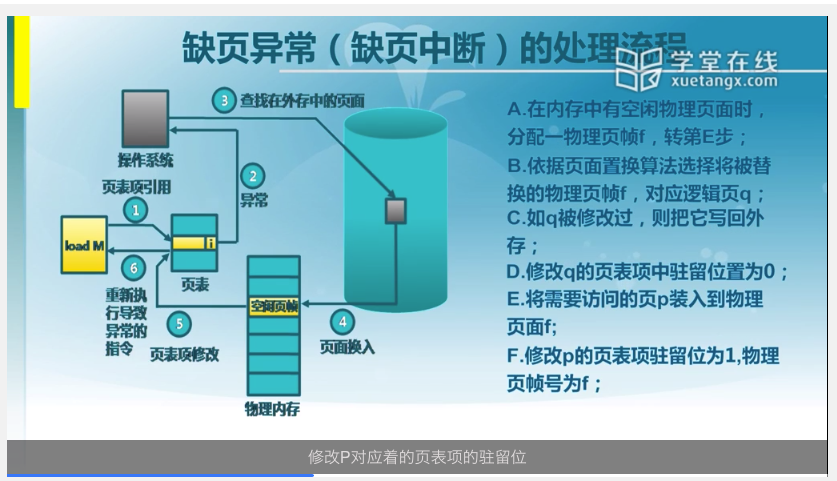 缺页异常（缺页中断）的处理流程
学堂在线
xuetangx.com
3 查找在外存中的页面
操作系统
页表项引用
1
2
异常
load M
i
页表
6
重新执
行导致
异常的
指令
5
页表项修改
空闲页帧
4
页面换入
物理内存
A.在内存中有空闲物理页面时，
分配一物理页帧f，转第E步；
B.依据页面置换算法选择将被替
换的物理页帧f，对应逻辑页q；
C.如q被修改过，则把它写回外
存；
D.修改q的页表项中驻留位置为0；
E.将需要访问的页p装入到物理
页面f;
F.修改p的页表项驻留位为1,物理
页帧号为f；
修改P对应着的页表项的驻留位